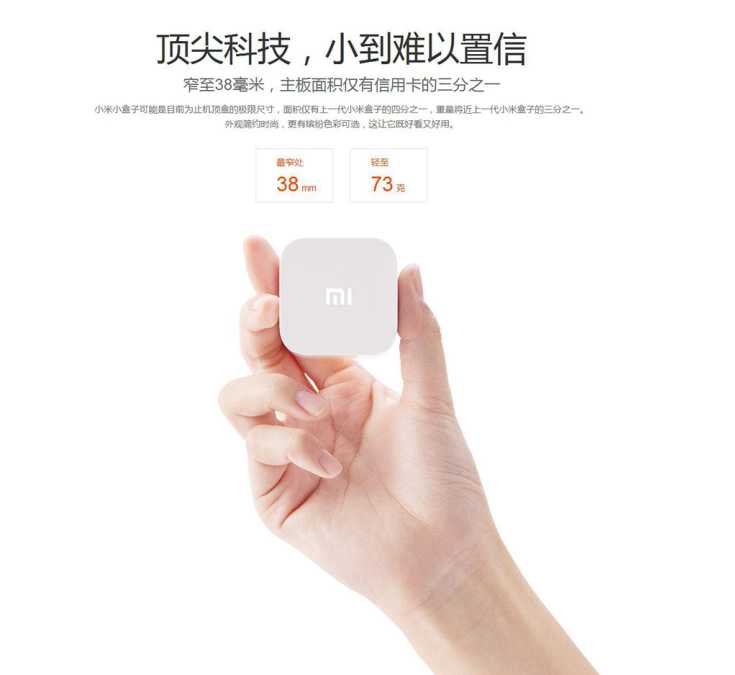 顶尖科技，小到难以置信
窄至38毫米，主板面积仅有信用卡的三分之一
小米小盒子可能是目前为止机顶盒的极限尺寸，面积仅有上一代小米盒子的四分之一，重量将近上一代小米盒子的三分之一。
外观简约时尚，更有缤纷色彩可选，这让它既好看又好用。
最窄处 轻至
38 mm 73 克
mi